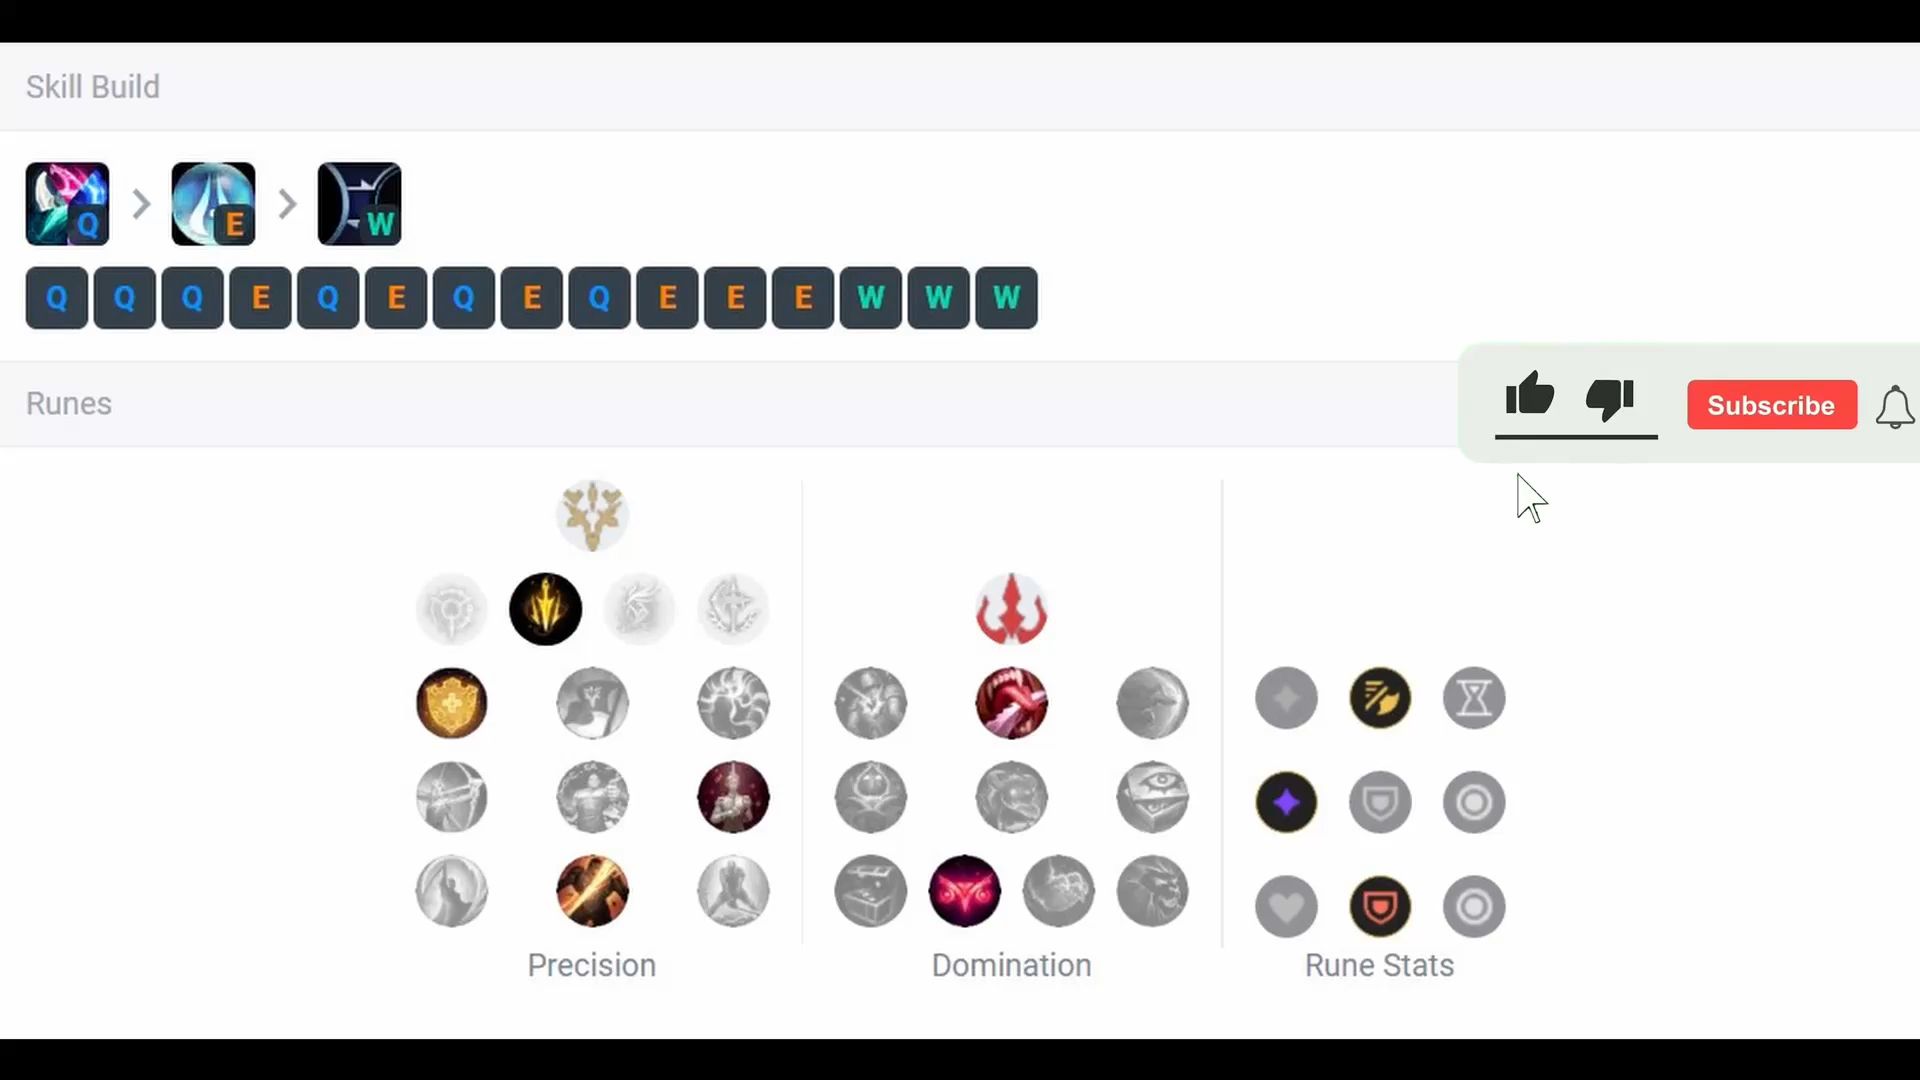 Skill Build
Q E W
Q Q Q E Q E Q E Q E E E W W W
Runes
Subscribe
Precision Domination Rune Stats